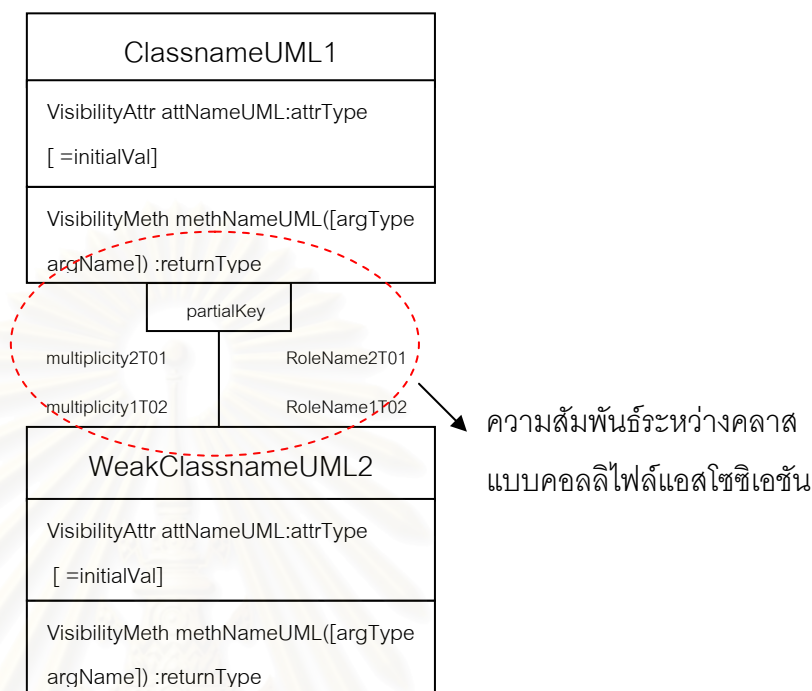 ClassnameUML1
VisibilityAttr attNameUML:attrType
[ =initialVal]
VisibilityMeth methNameUML([argType
argName]) :returnType
partialKey
multiplicity2T01 RoleName2T01
multiplicity1T02 RoleName1T02
ความสัมพันธ์ระหว่างคลาส
แบบคอลลิไฟล์แอสโซซิเอชัน
WeakClassnameUML2
VisibilityAttr attNameUML:attrType
[ =initialVal]
VisibilityMeth methNameUML([argType
argName]) :returnType